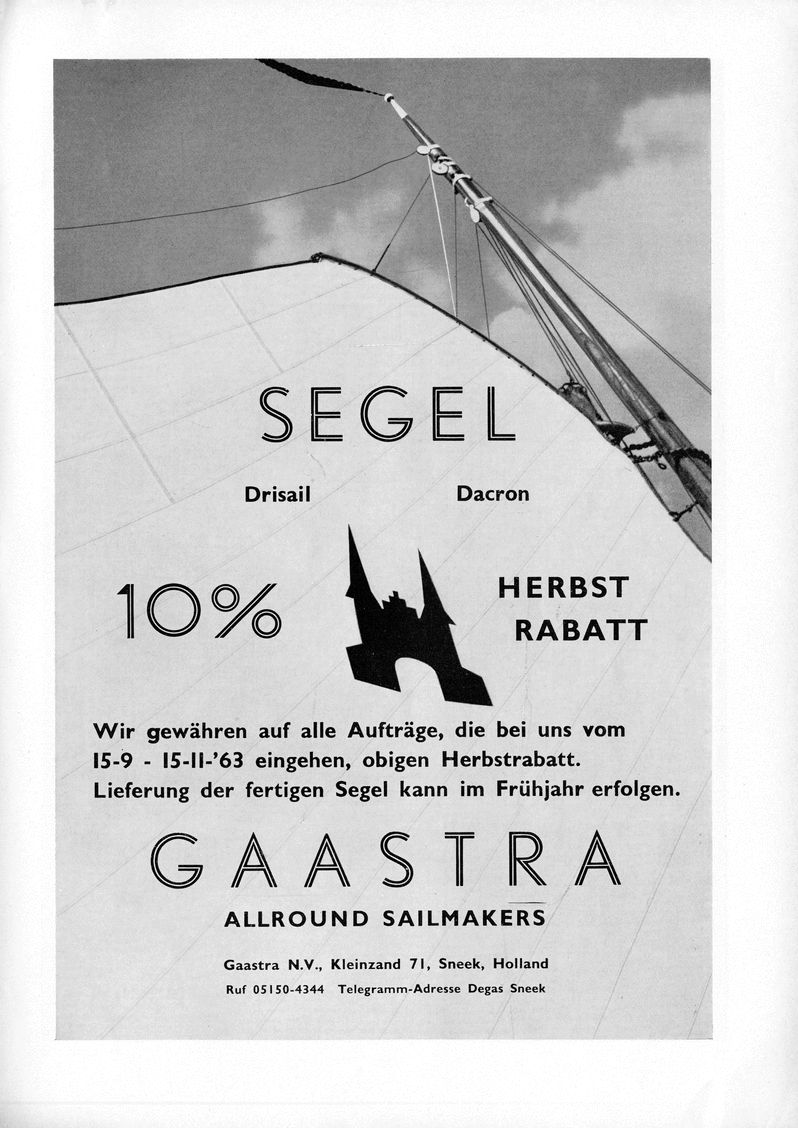 SEGEL
Drisail Dacron
10% HERBST
RABATT
Wir gewähren auf alle Aufträge, die bei uns vom
15-9 - 15-11-'63 eingehen, obigen Herbstrabatt.
Lieferung der fertigen Segel kann im Frühjahr erfolgen.
GAASTRA
ALLROUND SAILMAKERS
Gaastra N.V., Kleinzand 71, Sneek, Holland
Ruf 05150-4344 Telegramm-Adresse Degas Sneek